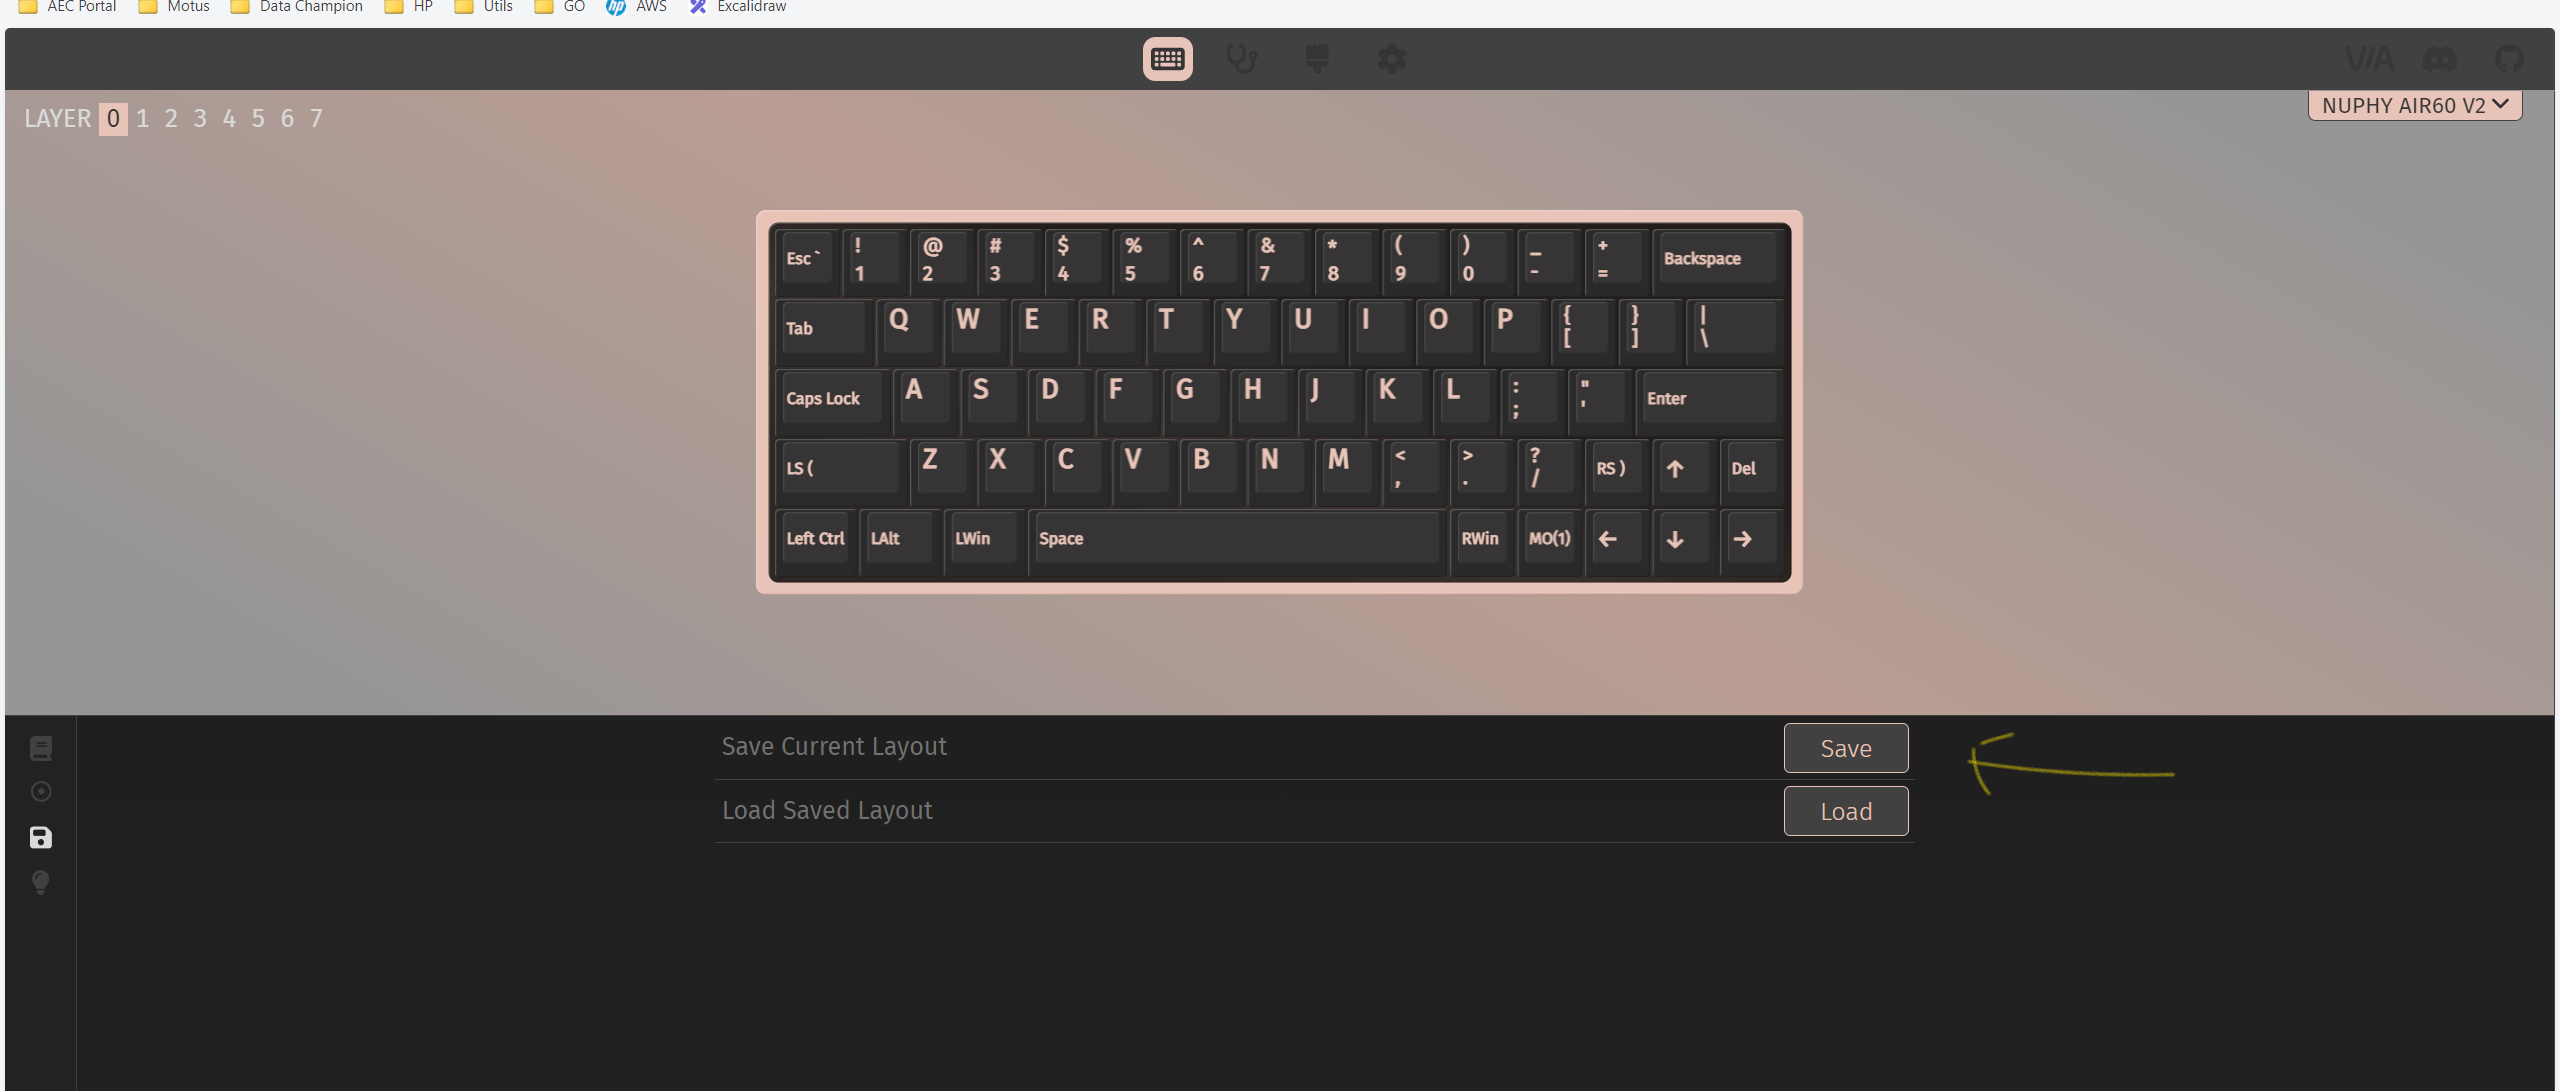 AEC Portal Motus Data Champion HP Utils GO hp AWS Excalidraw
VIA
LAYER 0 1 2 3 4 5 6 7
NUPHY AIR60 V2
Esc ` ! 1 @ 2 # 3 $ 4 % 5 ^ 6 & 7 * 8 ( 9 ) 0 _ - + = Backspace
Tab Q W E R T Y U I O P { [ } ] | \
Caps Lock A S D F G H J K L : ; " ' Enter
LS ( Z X C V B N M < , > . ? / RS ) ↑ Del
Left Ctrl LAlt LWin Space RWin MO(1) ← ↓ →
Save Current Layout Save
Load Saved Layout Load